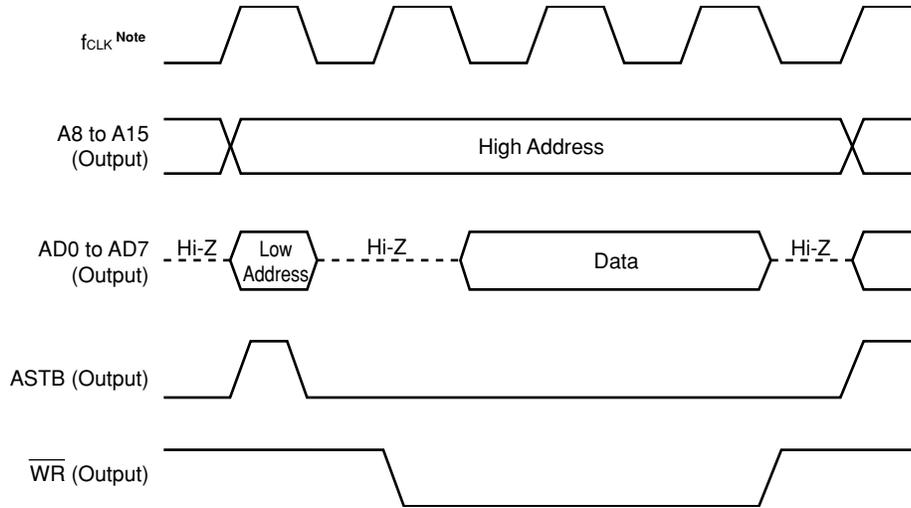 fCLK Note
A8 to A15
(Output)
High Address
AD0 to AD7
(Output)
Hi-Z
Low
Address
Hi-Z
Data
Hi-Z
ASTB (Output)
WR (Output)